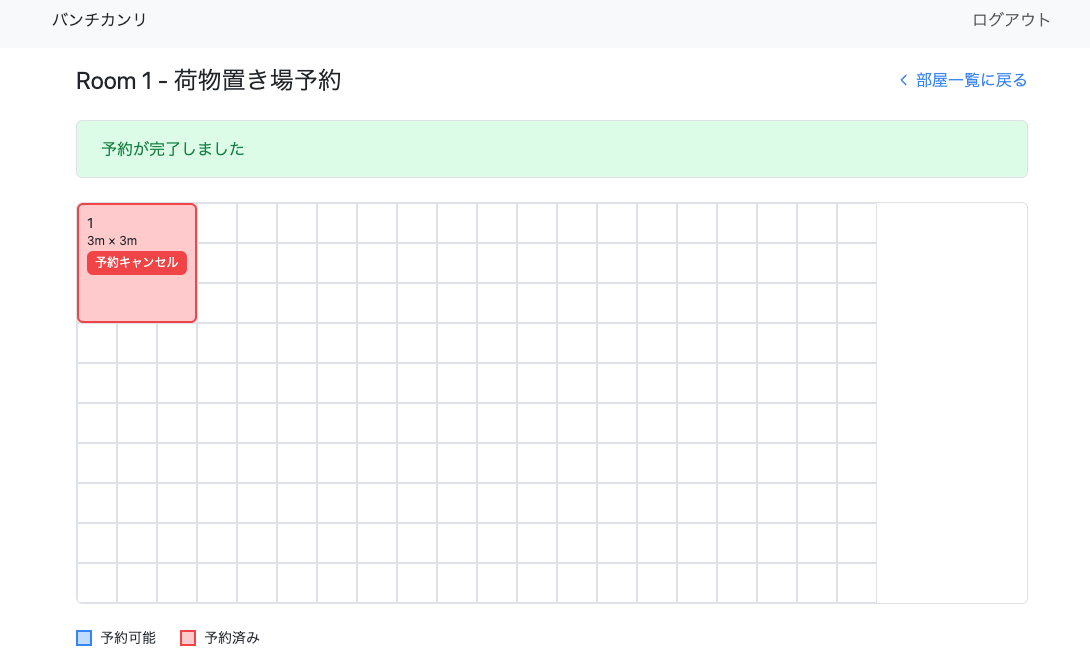 バンチカンリ
ログアウト
Room 1 - 荷物置き場予約
部屋一覧に戻る
予約が完了しました
1
3m × 3m
予約キャンセル
予約可能
予約済み